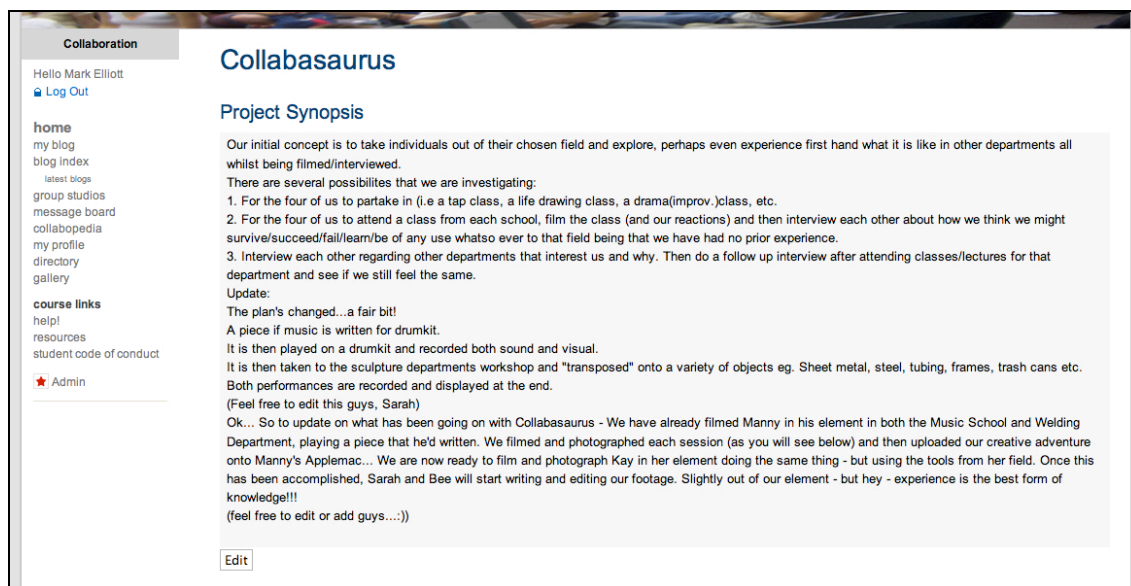 Collaboration
Hello Mark Elliott
Log Out
home
my blog
blog index
latest blogs
group studios
message board
collabopedia
my profile
directory
gallery
course links
help!
resources
student code of conduct
Admin
Collabasaurus
Project Synopsis
Our initial concept is to take individuals out of their chosen field and explore, perhaps even experience first hand what it is like in other departments all
whilst being filmed/interviewed.
There are several possibilites that we are investigating:
1. For the four of us to partake in (i.e a tap class, a life drawing class, a drama(improv.)class, etc.
2. For the four of us to attend a class from each school, film the class (and our reactions) and then interview each other about how we think we might
survive/succeed/fail/learn/be of any use whatso ever to that field being that we have had no prior experience.
3. Interview each other regarding other departments that interest us and why. Then do a follow up interview after attending classes/lectures for that
department and see if we still feel the same.
Update:
The plan's changed...a fair bit!
A piece if music is written for drumkit.
It is then played on a drumkit and recorded both sound and visual.
It is then taken to the sculpture departments workshop and "transposed" onto a variety of objects eg. Sheet metal, steel, tubing, frames, trash cans etc.
Both performances are recorded and displayed at the end.
(Feel free to edit this guys, Sarah)
Ok... So to update on what has been going on with Collabasaurus - We have already filmed Manny in his element in both the Music School and Welding
Department, playing a piece that he'd written. We filmed and photographed each session (as you will see below) and then uploaded our creative adventure
onto Manny's Applemac... We are now ready to film and photograph Kay in her element doing the same thing - but using the tools from her field. Once this
has been accomplished, Sarah and Bee will start writing and editing our footage. Slightly out of our element - but hey - experience is the best form of
knowledge!!!
(feel free to edit or add guys...:))
Edit